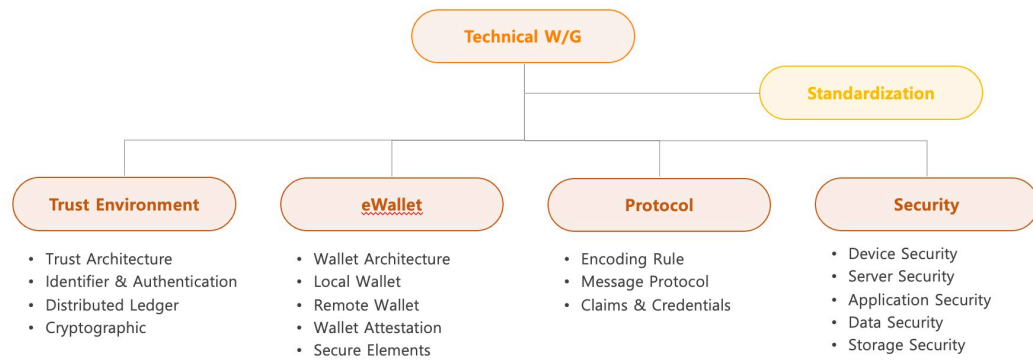 Technical W/G
Standardization
Trust Environment
• Trust Architecture
• Identifier & Authentication
• Distributed Ledger
• Cryptographic
eWallet
• Wallet Architecture
• Local Wallet
• Remote Wallet
• Wallet Attestation
• Secure Elements
Protocol
• Encoding Rule
• Message Protocol
• Claims & Credentials
Security
• Device Security
• Server Security
• Application Security
• Data Security
• Storage Security